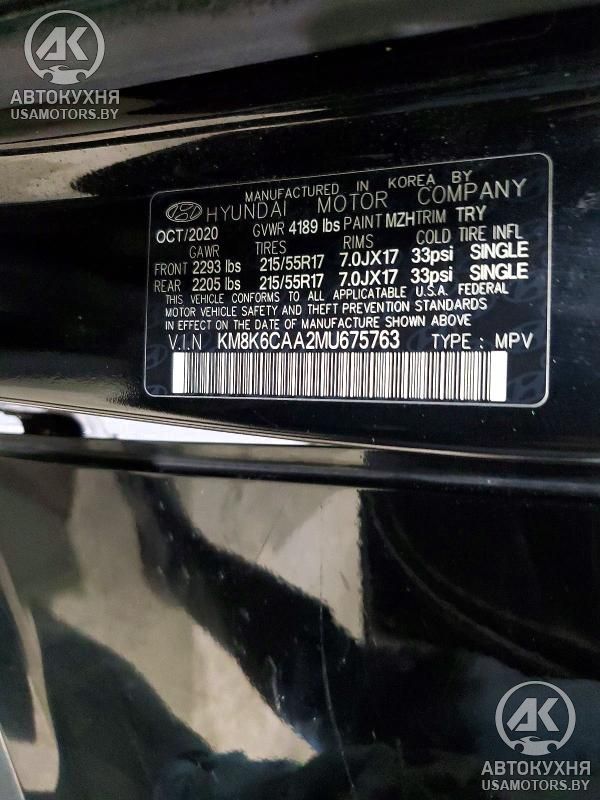 АК
АВТОКУХНЯ
USAMOTORS.BY
MANUFACTURED IN KOREA BY
HYUNDAI MOTOR COMPANY
OCT/2020 GVWR 4189 lbs PAINT MZH TRIM TRY
GAWR TIRES RIMS COLD TIRE INFL
FRONT 2293 lbs 215/55R17 7.0JX17 33psi SINGLE
REAR 2205 lbs 215/55R17 7.0JX17 33psi SINGLE
THIS VEHICLE CONFORMS TO ALL APPLICABLE U.S.A. FEDERAL
MOTOR VEHICLE SAFETY AND THEFT PREVENTION STANDARDS
IN EFFECT ON THE DATE OF MANUFACTURE SHOWN ABOVE.
V.I.N KM8K6CAA2MU675763 TYPE : MPV
АК
АВТОКУХНЯ
USAMOTORS.BY